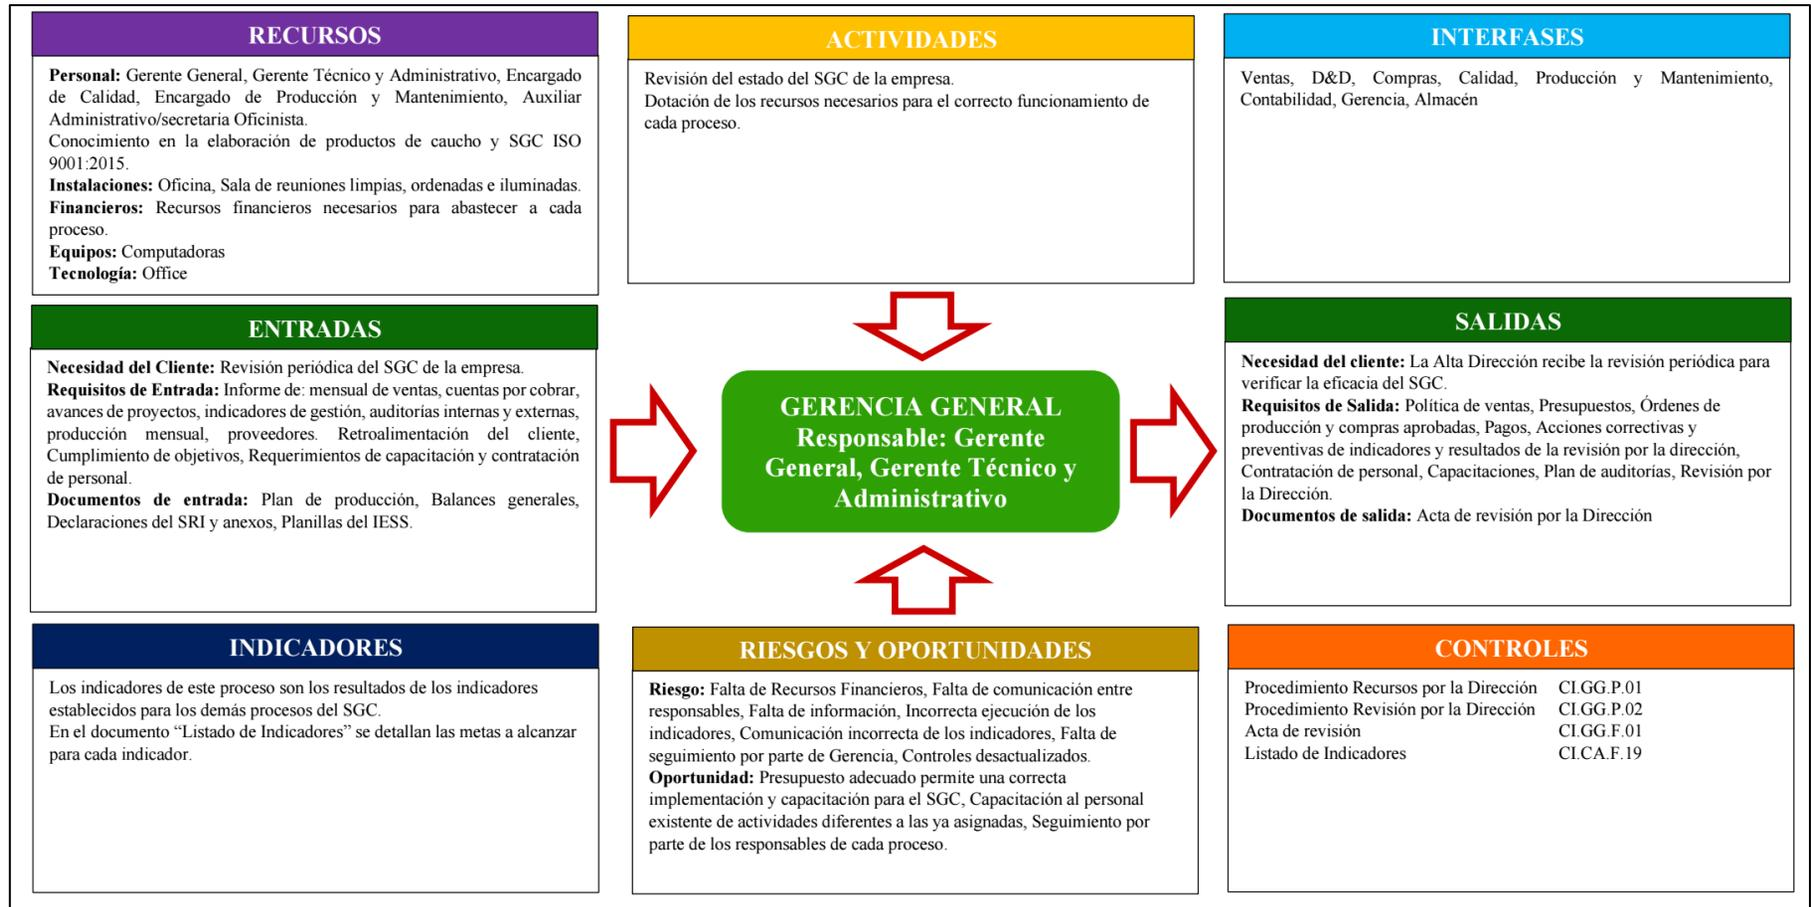 RECURSOS
Personal: Gerente General, Gerente Técnico y Administrativo, Encargado
de Calidad, Encargado de Producción y Mantenimiento, Auxiliar
Administrativo/secretaria Oficinista.
Conocimiento en la elaboración de productos de caucho y SGC ISO
9001:2015.
Instalaciones: Oficina, Sala de reuniones limpias, ordenadas e iluminadas.
Financieros: Recursos financieros necesarios para abastecer a cada
proceso.
Equipos: Computadoras
Tecnología: Office
ACTIVIDADES
Revisión del estado del SGC de la empresa.
Dotación de los recursos necesarios para el correcto funcionamiento de
cada proceso.
INTERFASES
Ventas, D&D, Compras, Calidad, Producción y Mantenimiento,
Contabilidad, Gerencia, Almacén
ENTRADAS
Necesidad del Cliente: Revisión periódica del SGC de la empresa.
Requisitos de Entrada: Informe de: mensual de ventas, cuentas por cobrar,
avances de proyectos, indicadores de gestión, auditorías internas y externas,
producción mensual, proveedores. Retroalimentación del cliente,
Cumplimiento de objetivos, Requerimientos de capacitación y contratación
de personal.
Documentos de entrada: Plan de producción, Balances generales,
Declaraciones del SRI y anexos, Planillas del IESS.
GERENCIA GENERAL
Responsable: Gerente
General, Gerente Técnico y
Administrativo
SALIDAS
Necesidad del cliente: La Alta Dirección recibe la revisión periódica para
verificar la eficacia del SGC.
Requisitos de Salida: Política de ventas, Presupuestos, Órdenes de
producción y compras aprobadas, Pagos, Acciones correctivas y
preventivas de indicadores y resultados de la revisión por la dirección,
Contratación de personal, Capacitaciones, Plan de auditorías, Revisión por
la Dirección.
Documentos de salida: Acta de revisión por la Dirección
INDICADORES
Los indicadores de este proceso son los resultados de los indicadores
establecidos para los demás procesos del SGC.
En el documento “Listado de Indicadores” se detallan las metas a alcanzar
para cada indicador.
RIESGOS Y OPORTUNIDADES
Riesgo: Falta de Recursos Financieros, Falta de comunicación entre
responsables, Falta de información, Incorrecta ejecución de los
indicadores, Comunicación incorrecta de los indicadores, Falta de
seguimiento por parte de Gerencia, Controles desactualizados.
Oportunidad: Presupuesto adecuado permite una correcta
implementación y capacitación para el SGC, Capacitación al personal
existente de actividades diferentes a las ya asignadas, Seguimiento por
parte de los responsables de cada proceso.
CONTROLES
Procedimiento Recursos por la Dirección CI.GG.P.01
Procedimiento Revisión por la Dirección CI.GG.P.02
Acta de revisión CI.GG.F.01
Listado de Indicadores CI.CA.F.19